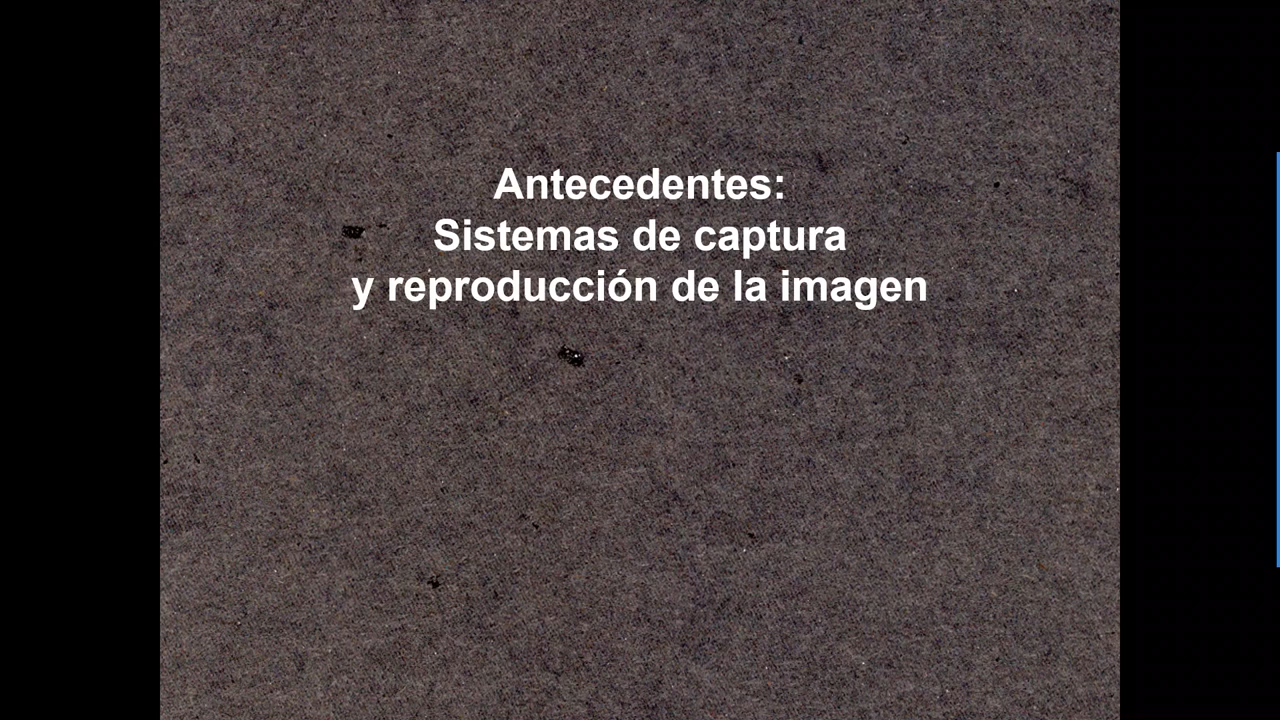 Antecedentes:
Sistemas de captura
y reproducción de la imagen